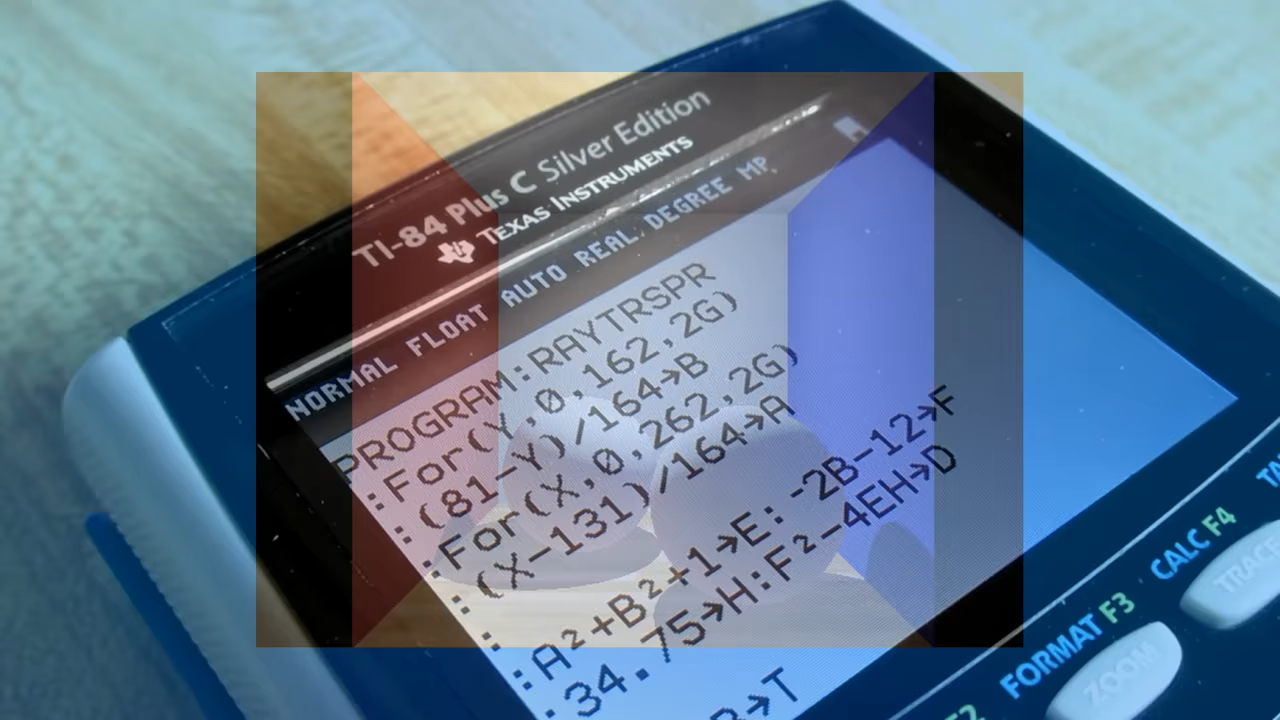 TI-84 Plus C Silver Edition
TEXAS INSTRUMENTS
NORMAL FLOAT AUTO REAL DEGREE MP
PROGRAM:RAYTRSPR
:For(Y,0,162,2G)
:(81-Y)/164→B
:For(X,0,262,2G)
:(X-131)/164→A
:
:A²+B²+1→E: -2B-12→F
:34.75→H:F²-4EH→D
→T
F2
FORMAT F3
CALC F4
ZOOM
TRACE